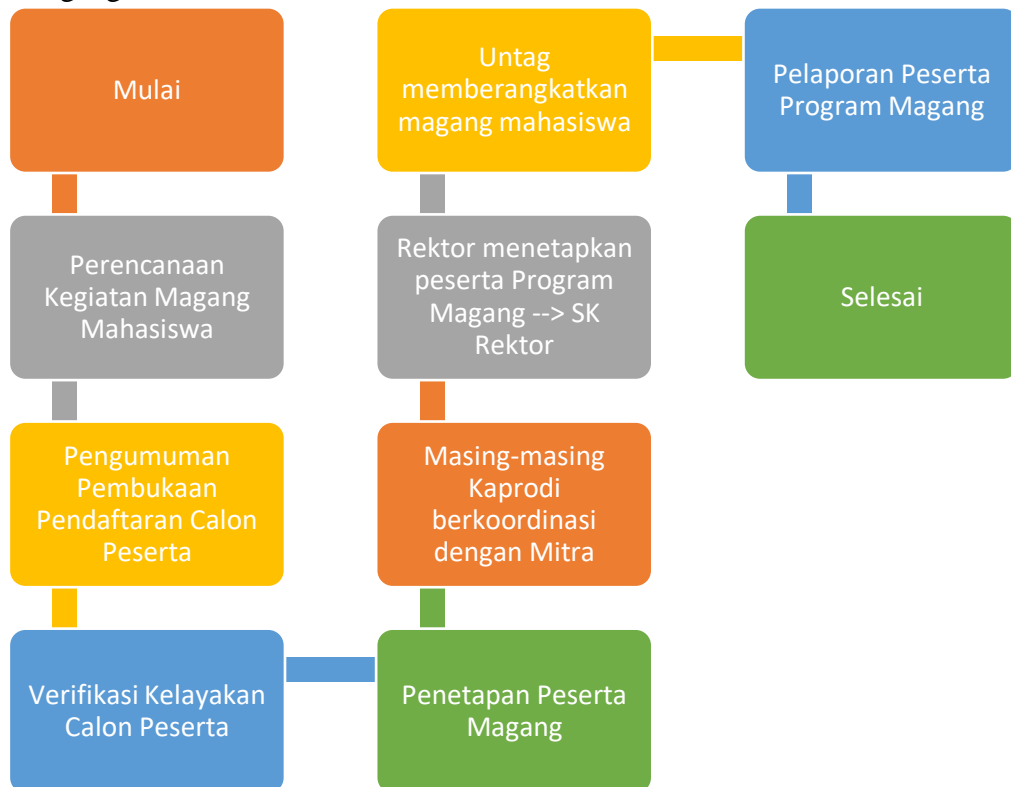 Mulai
Perencanaan
Kegiatan Magang
Mahasiswa
Pengumuman
Pembukaan
Pendaftaran Calon
Peserta
Verifikasi Kelayakan
Calon Peserta
Penetapan Peserta
Magang
Masing-masing
Kaprodi
berkoordinasi
dengan Mitra
Rektor menetapkan
peserta Program
Magang --> SK
Rektor
Untag
memberangkatkan
magang mahasiswa
Pelaporan Peserta
Program Magang
Selesai